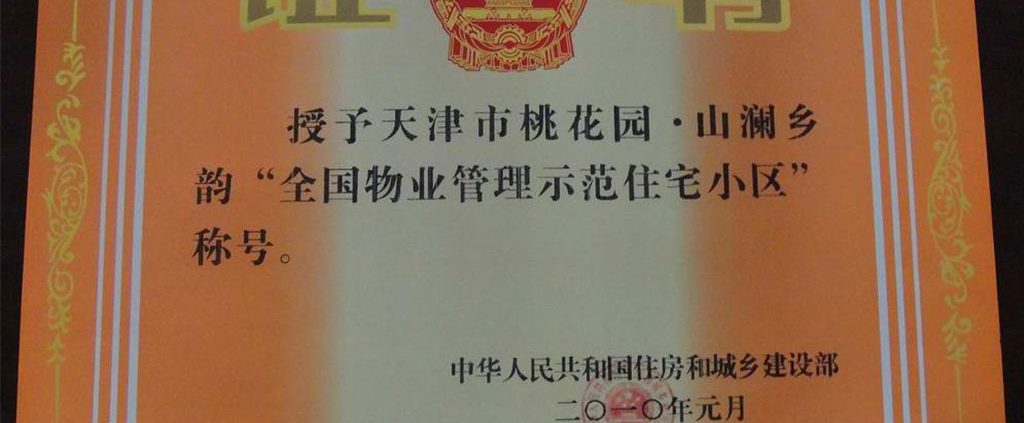 证书
授予天津市桃花园·山澜乡
韵“全国物业管理示范住宅小区”
称号。
中华人民共和国住房和城乡建设部
二〇一〇年元月